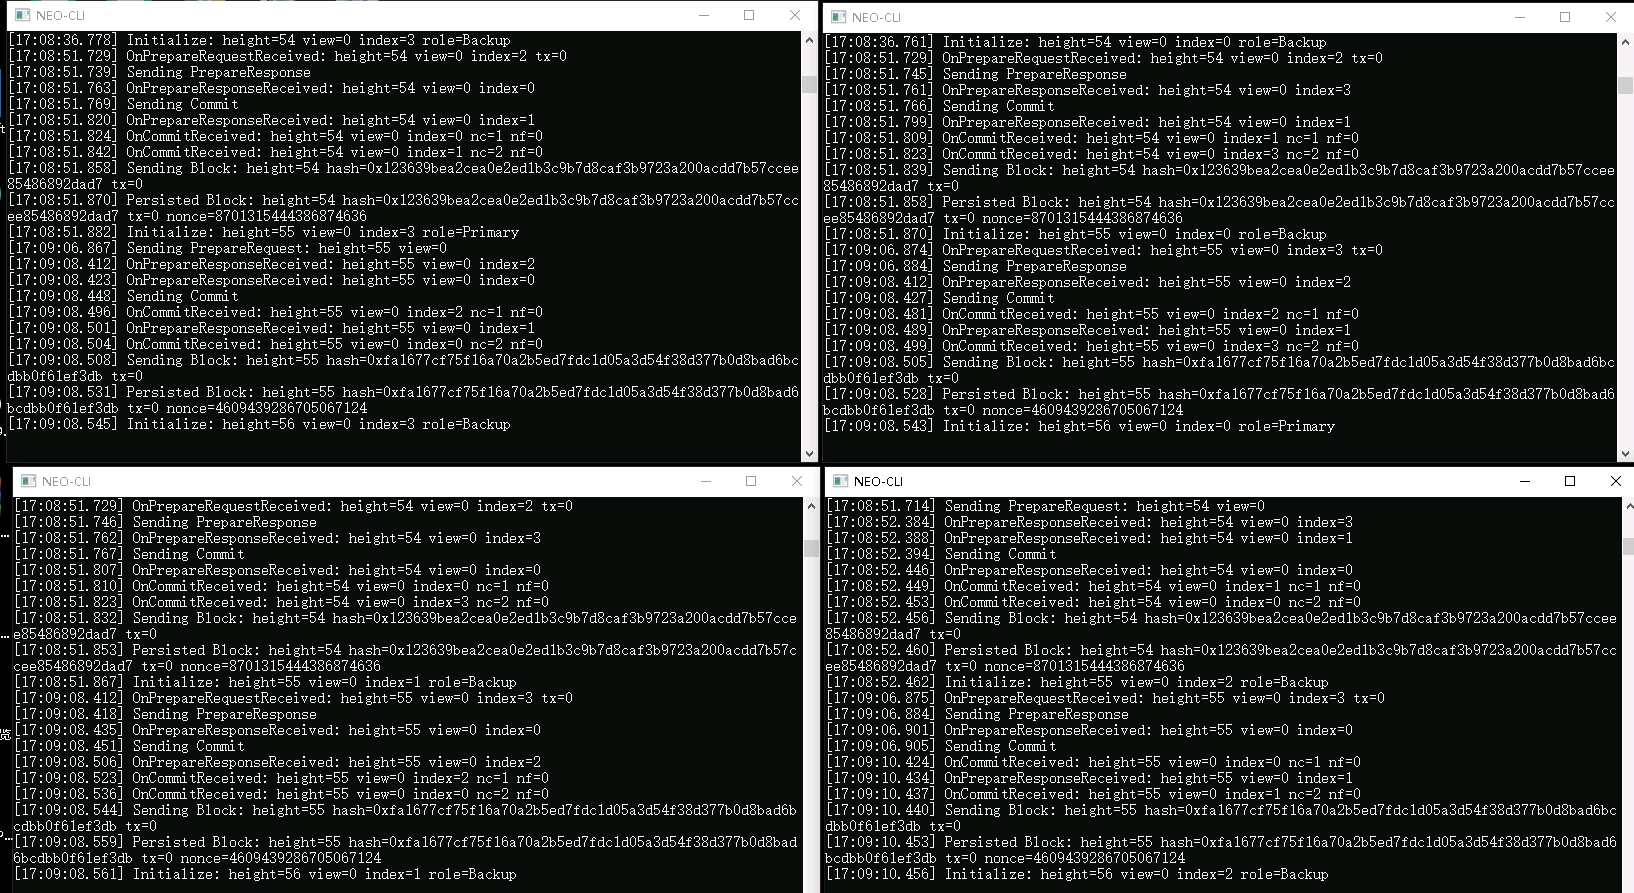 NEO-CLI
[17:08:36.778] Initialize: height=54 view=0 index=3 role=Backup
[17:08:51.729] OnPrepareRequestReceived: height=54 view=0 index=2 tx=0
[17:08:51.739] Sending PrepareResponse
[17:08:51.763] OnPrepareResponseReceived: height=54 view=0 index=0
[17:08:51.769] Sending Commit
[17:08:51.820] OnPrepareResponseReceived: height=54 view=0 index=1
[17:08:51.824] OnCommitReceived: height=54 view=0 index=0 nc=1 nf=0
[17:08:51.842] OnCommitReceived: height=54 view=0 index=1 nc=2 nf=0
[17:08:51.858] Sending Block: height=54 hash=0x123639bea2cea0e2ed1b3c9b7d8caf3b9723a200acdd7b57ccee
85486892dad7 tx=0
[17:08:51.870] Persisted Block: height=54 hash=0x123639bea2cea0e2ed1b3c9b7d8caf3b9723a200acdd7b57cc
ee85486892dad7 tx=0 nonce=8701315444386874636
[17:08:51.882] Initialize: height=55 view=0 index=3 role=Primary
[17:09:06.867] Sending PrepareRequest: height=55 view=0
[17:09:08.412] OnPrepareResponseReceived: height=55 view=0 index=2
[17:09:08.423] OnPrepareResponseReceived: height=55 view=0 index=0
[17:09:08.448] Sending Commit
[17:09:08.496] OnCommitReceived: height=55 view=0 index=2 nc=1 nf=0
[17:09:08.501] OnPrepareResponseReceived: height=55 view=0 index=1
[17:09:08.504] OnCommitReceived: height=55 view=0 index=0 nc=2 nf=0
[17:09:08.508] Sending Block: height=55 hash=0xfa1677cf75f16a70a2b5ed7fdc1d05a3d54f38d377b0d8bad6bc
dbb0f61ef3db tx=0
[17:09:08.531] Persisted Block: height=55 hash=0xfa1677cf75f16a70a2b5ed7fdc1d05a3d54f38d377b0d8bad6
bcdbb0f61ef3db tx=0 nonce=4609439286705067124
[17:09:08.545] Initialize: height=56 view=0 index=3 role=Backup
NEO-CLI
[17:08:36.761] Initialize: height=54 view=0 index=0 role=Backup
[17:08:51.729] OnPrepareRequestReceived: height=54 view=0 index=2 tx=0
[17:08:51.745] Sending PrepareResponse
[17:08:51.761] OnPrepareResponseReceived: height=54 view=0 index=3
[17:08:51.766] Sending Commit
[17:08:51.799] OnPrepareResponseReceived: height=54 view=0 index=1
[17:08:51.809] OnCommitReceived: height=54 view=0 index=1 nc=1 nf=0
[17:08:51.823] OnCommitReceived: height=54 view=0 index=3 nc=2 nf=0
[17:08:51.839] Sending Block: height=54 hash=0x123639bea2cea0e2ed1b3c9b7d8caf3b9723a200acdd7b57ccee
85486892dad7 tx=0
[17:08:51.858] Persisted Block: height=54 hash=0x123639bea2cea0e2ed1b3c9b7d8caf3b9723a200acdd7b57cc
ee85486892dad7 tx=0 nonce=8701315444386874636
[17:08:51.870] Initialize: height=55 view=0 index=0 role=Backup
[17:09:06.874] OnPrepareRequestReceived: height=55 view=0 index=3 tx=0
[17:09:06.884] Sending PrepareResponse
[17:09:08.412] OnPrepareResponseReceived: height=55 view=0 index=2
[17:09:08.427] Sending Commit
[17:09:08.481] OnCommitReceived: height=55 view=0 index=2 nc=1 nf=0
[17:09:08.489] OnPrepareResponseReceived: height=55 view=0 index=1
[17:09:08.499] OnCommitReceived: height=55 view=0 index=3 nc=2 nf=0
[17:09:08.505] Sending Block: height=55 hash=0xfa1677cf75f16a70a2b5ed7fdc1d05a3d54f38d377b0d8bad6bc
dbb0f61ef3db tx=0
[17:09:08.528] Persisted Block: height=55 hash=0xfa1677cf75f16a70a2b5ed7fdc1d05a3d54f38d377b0d8bad6
bcdbb0f61ef3db tx=0 nonce=4609439286705067124
[17:09:08.543] Initialize: height=56 view=0 index=0 role=Primary
NEO-CLI
[17:08:51.729] OnPrepareRequestReceived: height=54 view=0 index=2 tx=0
[17:08:51.746] Sending PrepareResponse
[17:08:51.762] OnPrepareResponseReceived: height=54 view=0 index=3
[17:08:51.767] Sending Commit
[17:08:51.807] OnPrepareResponseReceived: height=54 view=0 index=0
[17:08:51.810] OnCommitReceived: height=54 view=0 index=0 nc=1 nf=0
[17:08:51.823] OnCommitReceived: height=54 view=0 index=3 nc=2 nf=0
[17:08:51.832] Sending Block: height=54 hash=0x123639bea2cea0e2ed1b3c9b7d8caf3b9723a200acdd7b57cce
e85486892dad7 tx=0
[17:08:51.853] Persisted Block: height=54 hash=0x123639bea2cea0e2ed1b3c9b7d8caf3b9723a200acdd7b57c
cee85486892dad7 tx=0 nonce=8701315444386874636
[17:08:51.867] Initialize: height=55 view=0 index=1 role=Backup
[17:09:08.412] OnPrepareRequestReceived: height=55 view=0 index=3 tx=0
[17:09:08.418] Sending PrepareResponse
[17:09:08.435] OnPrepareResponseReceived: height=55 view=0 index=0
[17:09:08.451] Sending Commit
[17:09:08.506] OnPrepareResponseReceived: height=55 view=0 index=2
[17:09:08.523] OnCommitReceived: height=55 view=0 index=2 nc=1 nf=0
[17:09:08.536] OnCommitReceived: height=55 view=0 index=0 nc=2 nf=0
[17:09:08.544] Sending Block: height=55 hash=0xfa1677cf75f16a70a2b5ed7fdc1d05a3d54f38d377b0d8bad6b
cdbb0f61ef3db tx=0
[17:09:08.559] Persisted Block: height=55 hash=0xfa1677cf75f16a70a2b5ed7fdc1d05a3d54f38d377b0d8bad
6bcdbb0f61ef3db tx=0 nonce=4609439286705067124
[17:09:08.561] Initialize: height=56 view=0 index=1 role=Backup
NEO-CLI
[17:08:51.714] Sending PrepareRequest: height=54 view=0
[17:08:52.384] OnPrepareResponseReceived: height=54 view=0 index=3
[17:08:52.388] OnPrepareResponseReceived: height=54 view=0 index=1
[17:08:52.394] Sending Commit
[17:08:52.446] OnPrepareResponseReceived: height=54 view=0 index=0
[17:08:52.449] OnCommitReceived: height=54 view=0 index=1 nc=1 nf=0
[17:08:52.453] OnCommitReceived: height=54 view=0 index=0 nc=2 nf=0
[17:08:52.456] Sending Block: height=54 hash=0x123639bea2cea0e2ed1b3c9b7d8caf3b9723a200acdd7b57ccee
85486892dad7 tx=0
[17:08:52.460] Persisted Block: height=54 hash=0x123639bea2cea0e2ed1b3c9b7d8caf3b9723a200acdd7b57cc
ee85486892dad7 tx=0 nonce=8701315444386874636
[17:08:52.462] Initialize: height=55 view=0 index=2 role=Backup
[17:09:06.875] OnPrepareRequestReceived: height=55 view=0 index=3 tx=0
[17:09:06.884] Sending PrepareResponse
[17:09:06.901] OnPrepareResponseReceived: height=55 view=0 index=0
[17:09:06.905] Sending Commit
[17:09:10.424] OnCommitReceived: height=55 view=0 index=0 nc=1 nf=0
[17:09:10.434] OnPrepareResponseReceived: height=55 view=0 index=1
[17:09:10.437] OnCommitReceived: height=55 view=0 index=1 nc=2 nf=0
[17:09:10.440] Sending Block: height=55 hash=0xfa1677cf75f16a70a2b5ed7fdc1d05a3d54f38d377b0d8bad6bc
dbb0f61ef3db tx=0
[17:09:10.453] Persisted Block: height=55 hash=0xfa1677cf75f16a70a2b5ed7fdc1d05a3d54f38d377b0d8bad6
bcdbb0f61ef3db tx=0 nonce=4609439286705067124
[17:09:10.456] Initialize: height=56 view=0 index=2 role=Backup